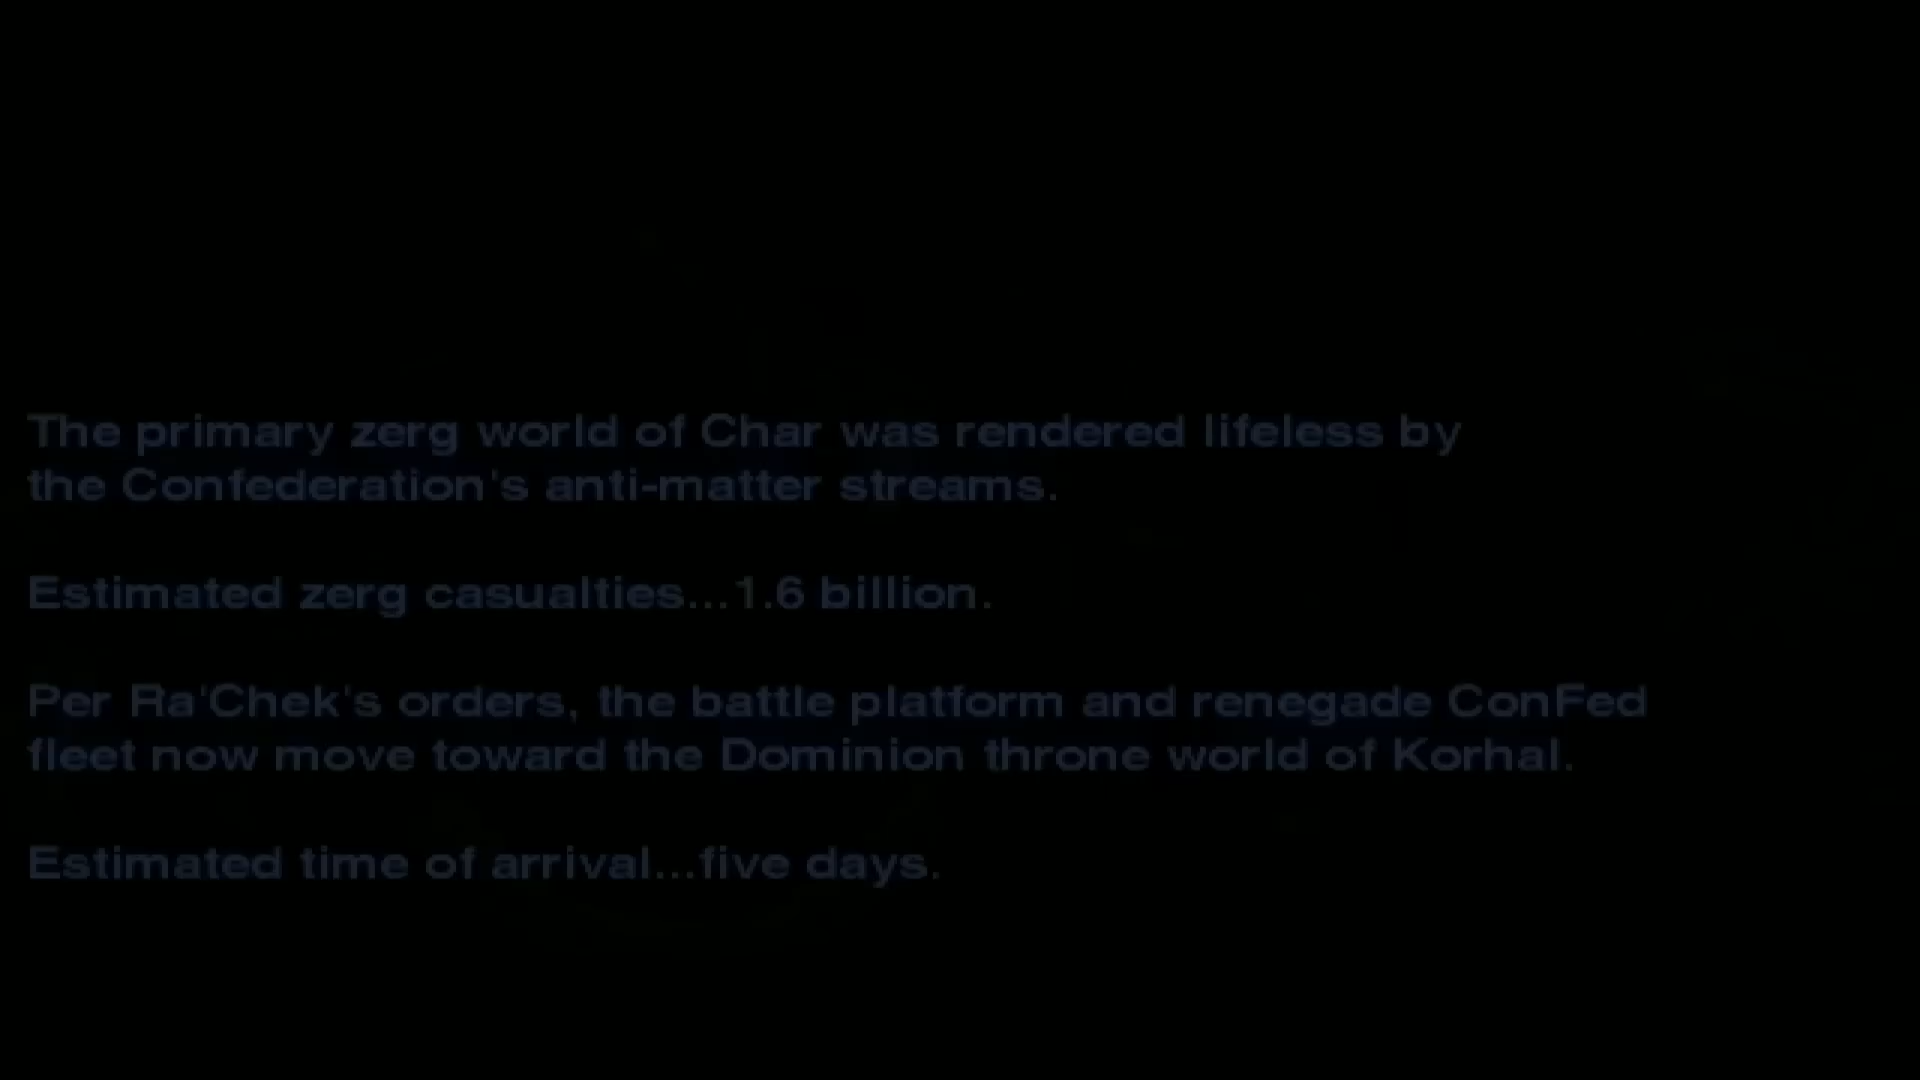 The primary zerg world of Char was rendered lifeless by
the Confederation's anti-matter streams.
Estimated zerg casualties...1.6 billion.
Per Ra'Chek's orders, the battle platform and renegade ConFed
fleet now move toward the Dominion throne world of Korhal.
Estimated time of arrival...five days.